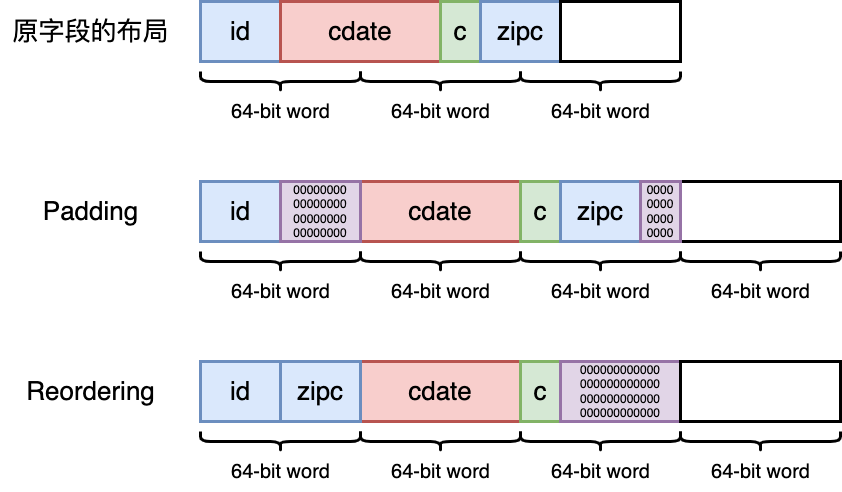 原字段的布局
id cdate c zipc
64-bit word 64-bit word 64-bit word
Padding
id
00000000
00000000
00000000
00000000
cdate c zipc
0000
0000
0000
0000
64-bit word 64-bit word 64-bit word 64-bit word
Reordering
id zipc cdate c
000000000000
000000000000
000000000000
000000000000
64-bit word 64-bit word 64-bit word 64-bit word